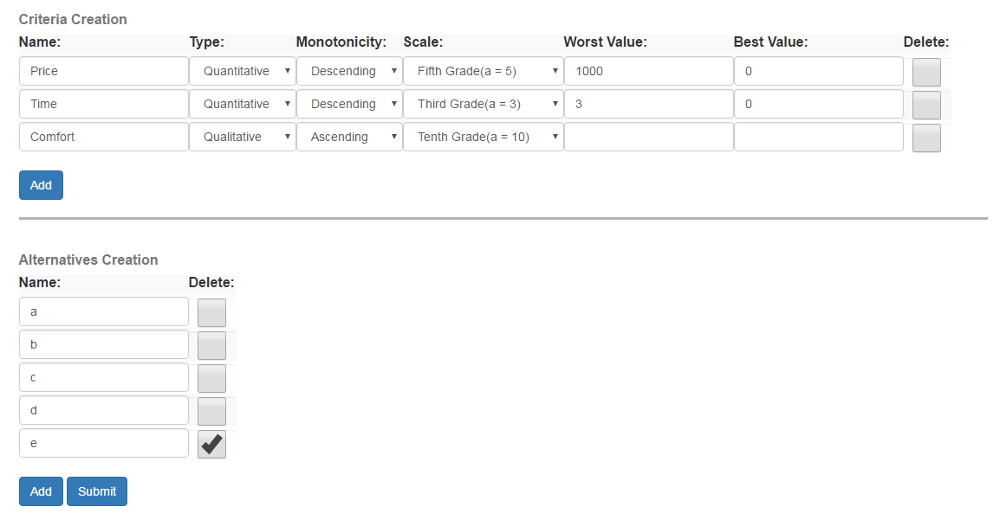 Criteria Creation
Name: Type: Monotonicity: Scale: Worst Value: Best Value: Delete:
Price Quantitative Descending Fifth Grade(a = 5) 1000 0
Time Quantitative Descending Third Grade(a = 3) 3 0
Comfort Qualitative Ascending Tenth Grade(a = 10)
Add
Alternatives Creation
Name: Delete:
a
b
c
d
e
Add Submit